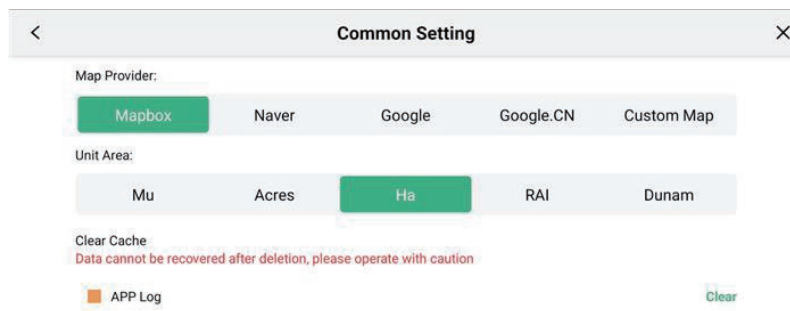 Common Setting
Map Provider:
Mapbox Naver Google Google.CN Custom Map
Unit Area:
Mu Acres Ha RAI Dunam
Clear Cache
Data cannot be recovered after deletion, please operate with caution
APP Log Clear